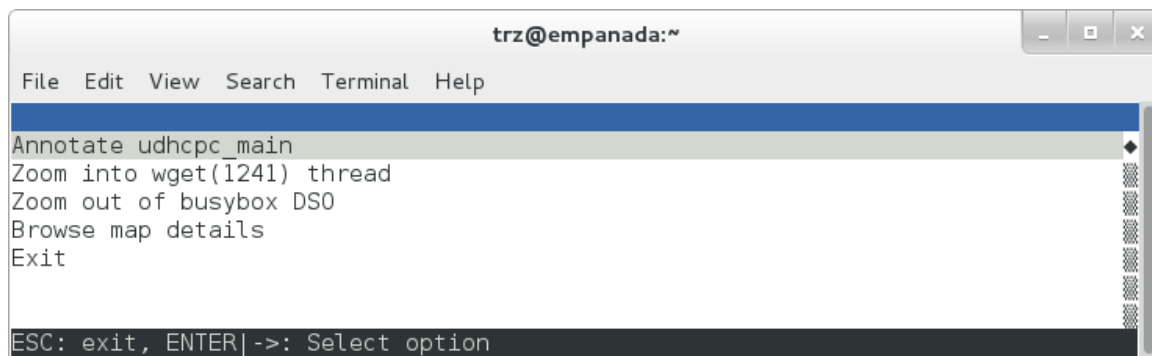 trz@empanada:~
File Edit View Search Terminal Help
Annotate udhcpc_main
Zoom into wget(1241) thread
Zoom out of busybox DSO
Browse map details
Exit
ESC: exit, ENTER|->: Select option